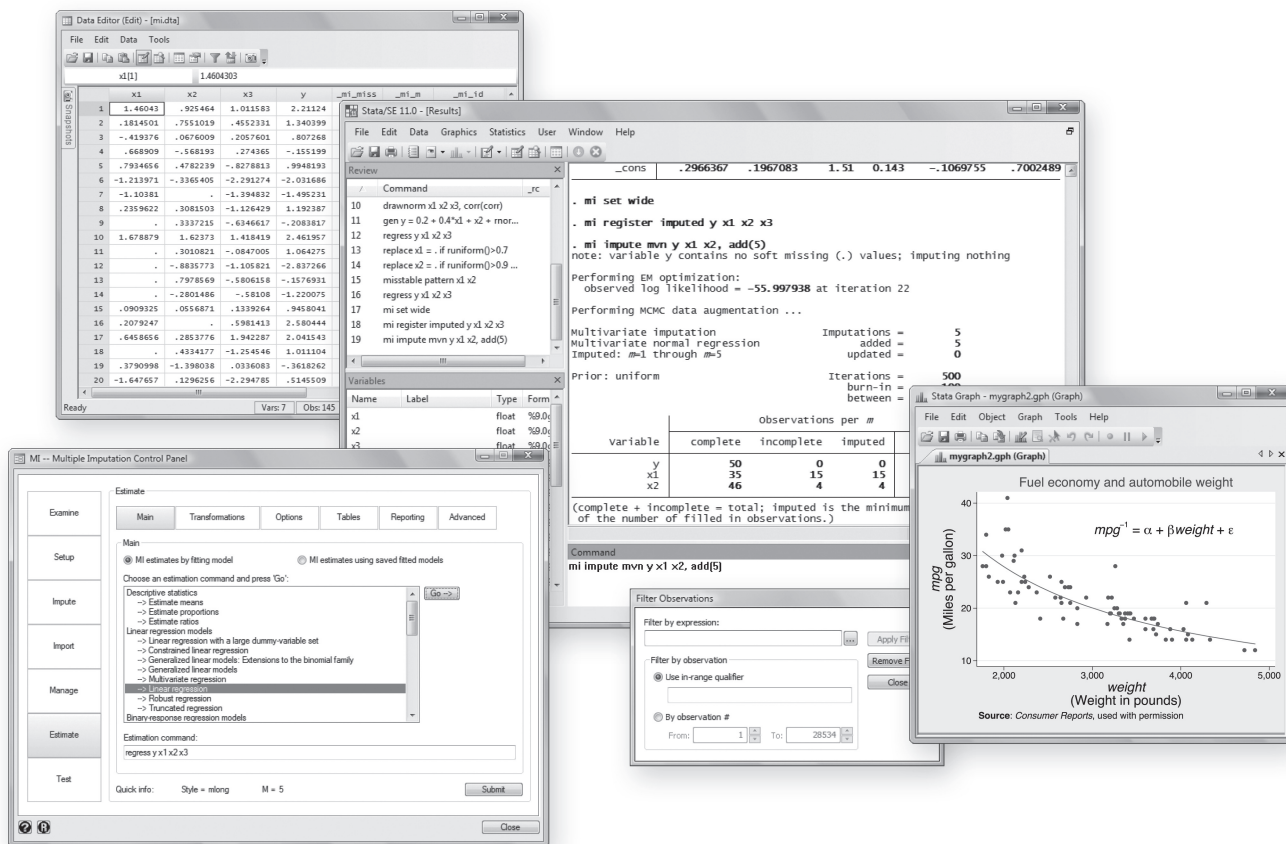 Data Editor (Edit) - [mi.dta]
File Edit Data Tools
x1[1] 1.4604303
Snapshots
x1 x2 x3 y _mi_miss _mi_m _mi_id
1 1.46043 .925464 1.011583 2.21124
2 .1814501 .7551019 .4552331 1.340399
3 -.419376 .0676009 .2057601 .807268
4 .668909 -.568193 .274365 -.155199
5 .7934656 .4782239 -.8278813 .9948193
6 -1.213971 -.3365405 -2.291274 -2.031686
7 -1.10381 . -1.394832 -1.495231
8 .2359622 .3081503 -1.126429 1.192387
9 . .3337215 -.6346617 -.2083817
10 1.678879 1.62373 1.418419 2.461957
11 . .3010821 -.0847005 1.064275
12 . -.8835773 -1.105821 -2.837266
13 . .7978569 -.5806158 -.1576931
14 . -.2801486 -.58108 -1.220075
15 .0909325 .0556871 .1339264 .9458041
16 .2079247 . .5981413 2.580444
17 .6458656 .2853776 1.942287 2.041543
18 . .4334177 -1.254546 1.011104
19 .3790998 -1.398038 .0336083 -.3618262
20 -1.647657 .1296256 -2.294785 .5145509
Ready Vars: 7 Obs: 145
Stata/SE 11.0 - [Results]
File Edit Data Graphics Statistics User Window Help
Review
Command _rc
10 drawnorm x1 x2 x3, corr(corr)
11 gen y = 0.2 + 0.4*x1 + x2 + rnor...
12 regress y x1 x2 x3
13 replace x1 = . if runiform()>0.7
14 replace x2 = . if runiform()>0.9 ...
15 misstable pattern x1 x2
16 regress y x1 x2 x3
17 mi set wide
18 mi register imputed y x1 x2 x3
19 mi impute mvn y x1 x2, add(5)
Variables
Name Label Type Form
x1 float %9.0g
x2 float %9.0g
x3 float %9.0g
_cons .2966367 .1967083 1.51 0.143 -.1069755 .7002489
. mi set wide
. mi register imputed y x1 x2 x3
. mi impute mvn y x1 x2, add(5)
note: variable y contains no soft missing (.) values; imputing nothing
Performing EM optimization:
observed log likelihood = -55.997938 at iteration 22
Performing MCMC data augmentation ...
Multivariate imputation Imputations = 5
Multivariate normal regression added = 5
Imputed: m=1 through m=5 updated = 0
Prior: uniform Iterations = 500
burn-in = 100
between =
Observations per m
Variable complete incomplete imputed
y 50 0 0
x1 35 15 15
x2 46 4 4
(complete + incomplete = total; imputed is the minimum
of the number of filled in observations.)
Command
mi impute mvn y x1 x2, add(5)
MI -- Multiple Imputation Control Panel
Examine
Setup
Impute
Import
Manage
Estimate
Test
Estimate
Main Transformations Options Tables Reporting Advanced
Main
MI estimates by fitting model MI estimates using saved fitted models
Choose an estimation command and press 'Go':
Go -->
Descriptive statistics
--> Estimate means
--> Estimate proportions
--> Estimate ratios
Linear regression models
--> Linear regression with a large dummy-variable set
--> Constrained linear regression
--> Generalized linear models: Extensions to the binomial family
--> Generalized linear models
--> Multivariate regression
--> Linear regression
--> Robust regression
--> Truncated regression
Binary-response regression models
Estimation command:
regress y x1 x2 x3
Quick info: Style = mlong M = 5 Submit
Close
Filter Observations
Filter by expression:
... Apply Fil
Filter by observation
Remove F
Use in-range qualifier
Close
By observation #
From: 1 To: 28534
Stata Graph - mygraph2.gph (Graph)
File Edit Object Graph Tools Help
mygraph2.gph (Graph)
Fuel economy and automobile weight
mpg⁻¹ = α + βweight + ε
mpg
(Miles per gallon)
40
30
20
10
2,000 3,000 4,000 5,000
weight
(Weight in pounds)
Source: Consumer Reports, used with permission